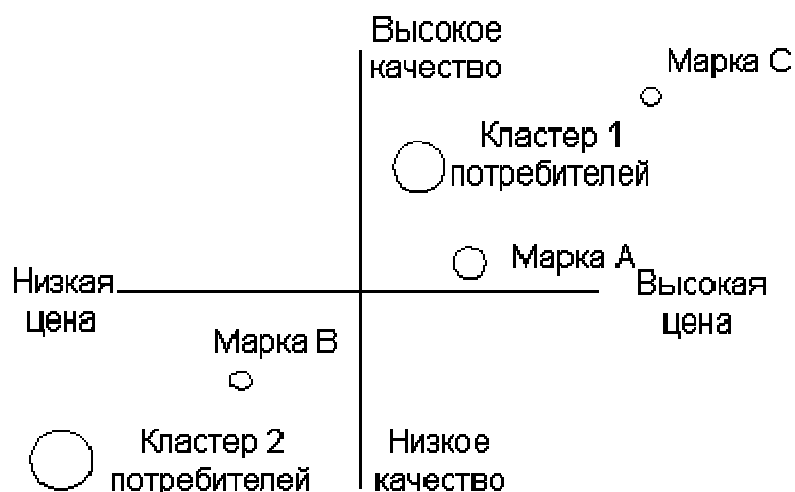 Высокое
качество
Марка С
Кластер 1
потребителей
Марка А
Низкая
цена
Высокая
цена
Марка В
Кластер 2
потребителей
Низкое
качество